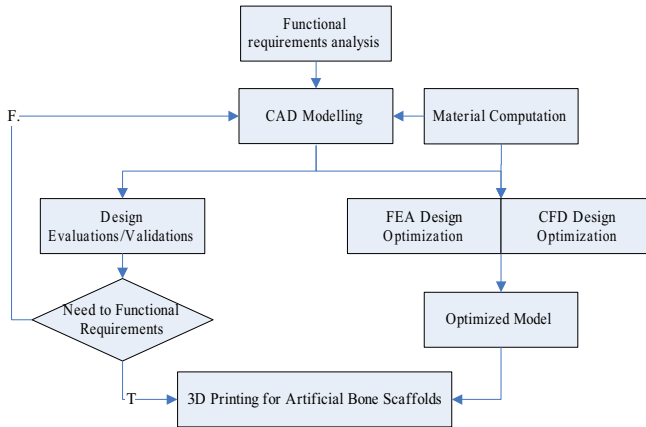 Functional
requirements analysis
F.
CAD Modelling
Material Computation
Design
Evaluations/Validations
FEA Design
Optimization
CFD Design
Optimization
Need to Functional
Requirements
Optimized Model
T
3D Printing for Artificial Bone Scaffolds